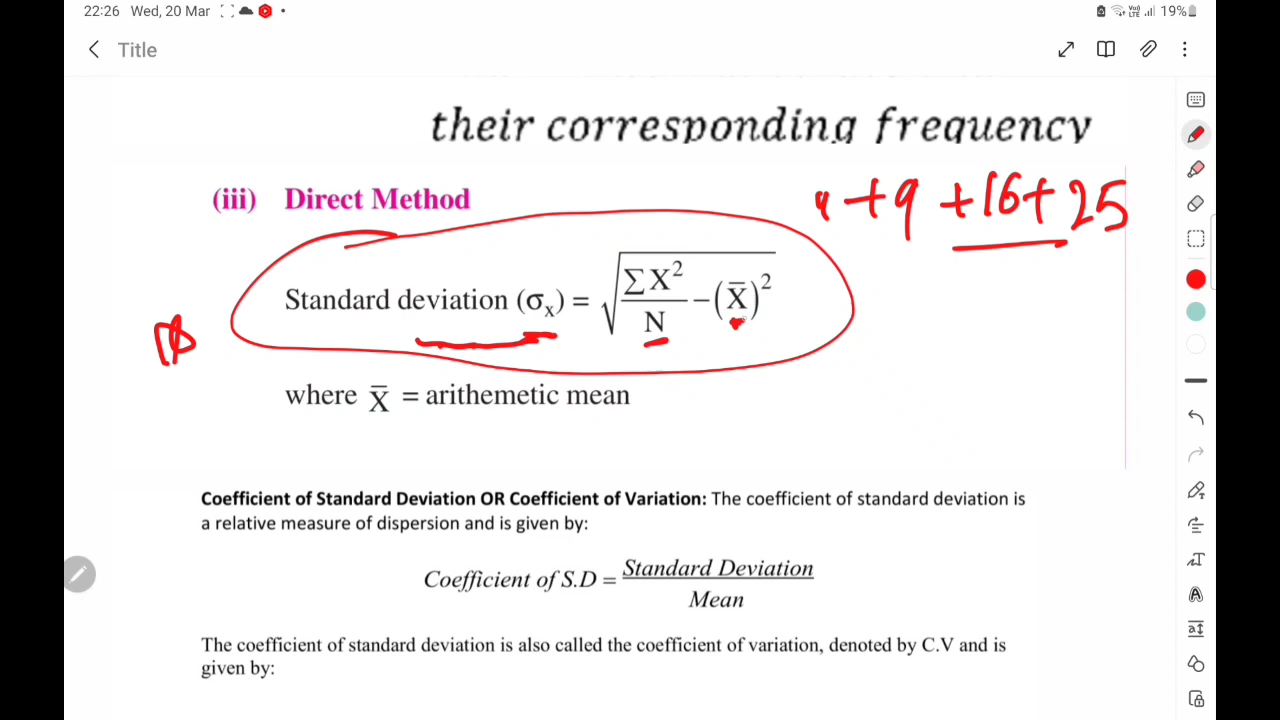 22:26 Wed, 20 Mar
19%
Title
their corresponding frequency
(iii) Direct Method
4+9+16+25
Standard deviation (σₓ) = √(ΣX²/N − (X̄)²)
where X̄ = arithemetic mean
Coefficient of Standard Deviation OR Coefficient of Variation: The coefficient of standard deviation is
a relative measure of dispersion and is given by:
Coefficient of S.D = Standard Deviation
Mean
The coefficient of standard deviation is also called the coefficient of variation, denoted by C.V and is
given by: